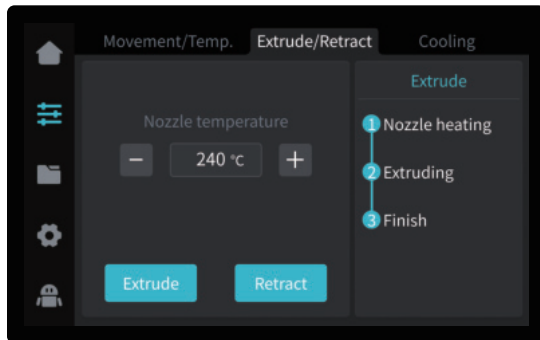 Movement/Temp. Extrude/Retract Cooling
Nozzle temperature
− 240 °C +
Extrude Retract
Extrude
1 Nozzle heating
2 Extruding
3 Finish